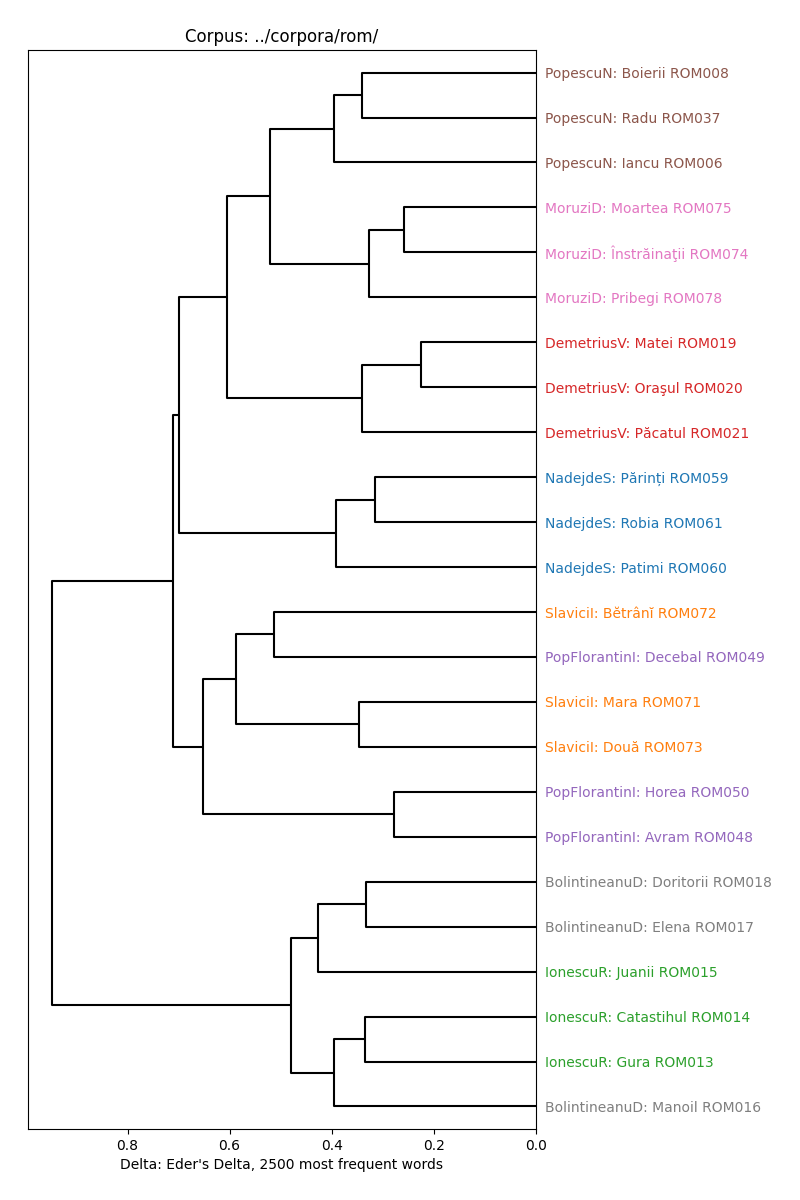 Corpus: ../corpora/rom/
PopescuN: Boierii ROM008
PopescuN: Radu ROM037
PopescuN: Iancu ROM006
MoruziD: Moartea ROM075
MoruziD: Înstrăinaţii ROM074
MoruziD: Pribegi ROM078
DemetriusV: Matei ROM019
DemetriusV: Oraşul ROM020
DemetriusV: Păcatul ROM021
NadejdeS: Părinți ROM059
NadejdeS: Robia ROM061
NadejdeS: Patimi ROM060
SlaviciI: Bĕtrânĭ ROM072
PopFlorantinI: Decebal ROM049
SlaviciI: Mara ROM071
SlaviciI: Două ROM073
PopFlorantinI: Horea ROM050
PopFlorantinI: Avram ROM048
BolintineanuD: Doritorii ROM018
BolintineanuD: Elena ROM017
IonescuR: Juanii ROM015
IonescuR: Catastihul ROM014
IonescuR: Gura ROM013
BolintineanuD: Manoil ROM016
0.8 0.6 0.4 0.2 0.0
Delta: Eder's Delta, 2500 most frequent words